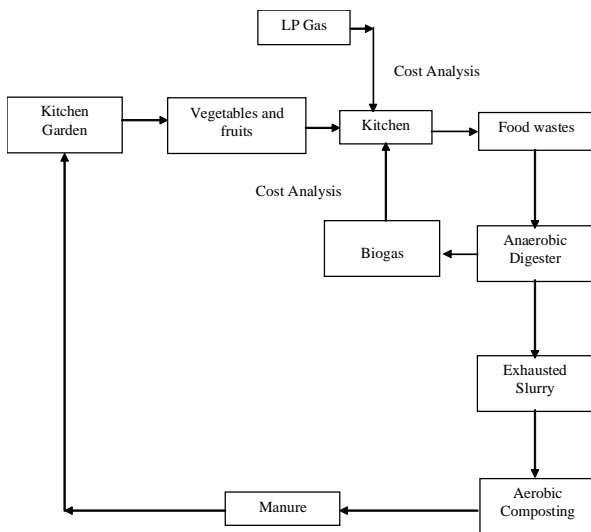 LP Gas
Cost Analysis
Kitchen
Garden
Vegetables and
fruits
Kitchen
Food wastes
Cost Analysis
Biogas
Anaerobic
Digester
Exhausted
Slurry
Manure
Aerobic
Composting